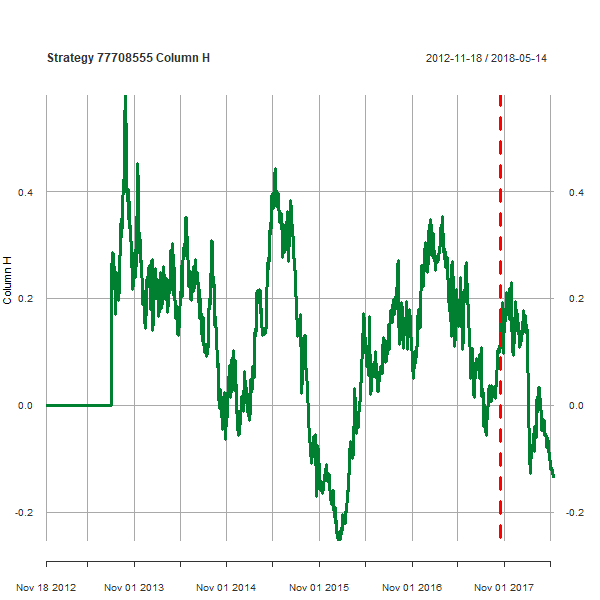 Strategy 77708555 Column H
2012-11-18 / 2018-05-14
Column H
0.4
0.4
0.2
0.2
0.0
0.0
-0.2
-0.2
Nov 18 2012
Nov 01 2013
Nov 01 2014
Nov 01 2015
Nov 01 2016
Nov 01 2017